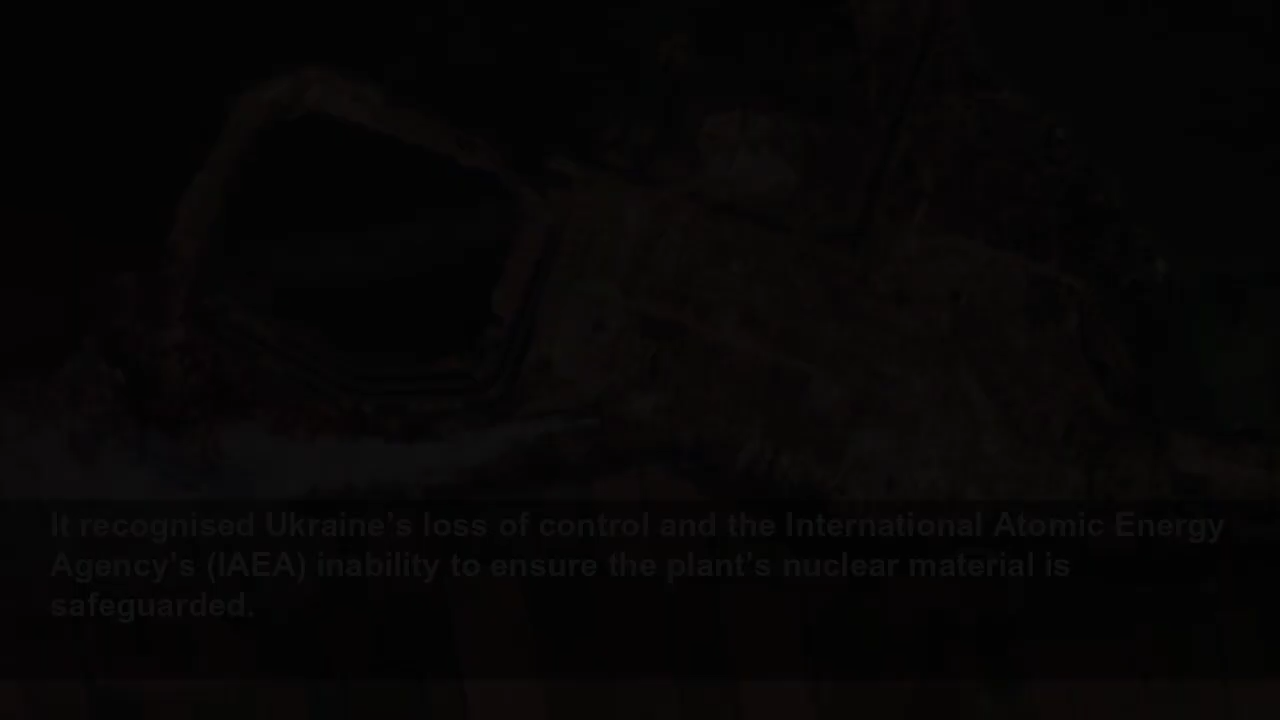 It recognised Ukraine's loss of control and the International Atomic Energy
Agency's (IAEA) inability to ensure the plant's nuclear material is
safeguarded.